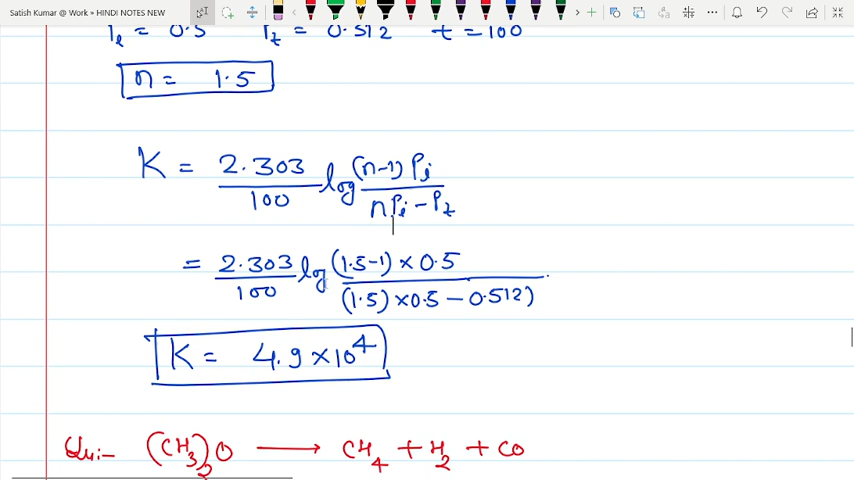 Satish Kumar @ Work » HINDI NOTES NEW
Pi = 0.5 Pt = 0.512 t = 100
n = 1.5
K = 2.303/100 log (n-1)Pi/nPi - Pt
= 2.303/100 log (1.5-1) × 0.5/(1.5) × 0.5 - 0.512)
K = 4.9 × 10^4
Qui- (CH3)2O ⟶ CH4 + H2 + CO